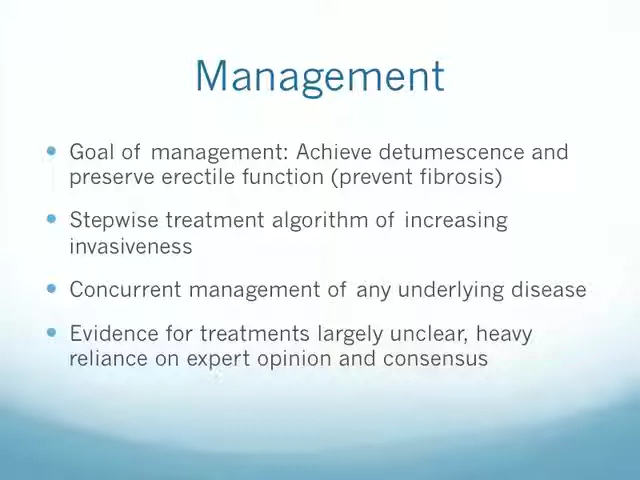 Management
• Goal of management: Achieve detumescence and
preserve erectile function (prevent fibrosis)
• Stepwise treatment algorithm of increasing
invasiveness
• Concurrent management of any underlying disease
• Evidence for treatments largely unclear, heavy
reliance on expert opinion and consensus